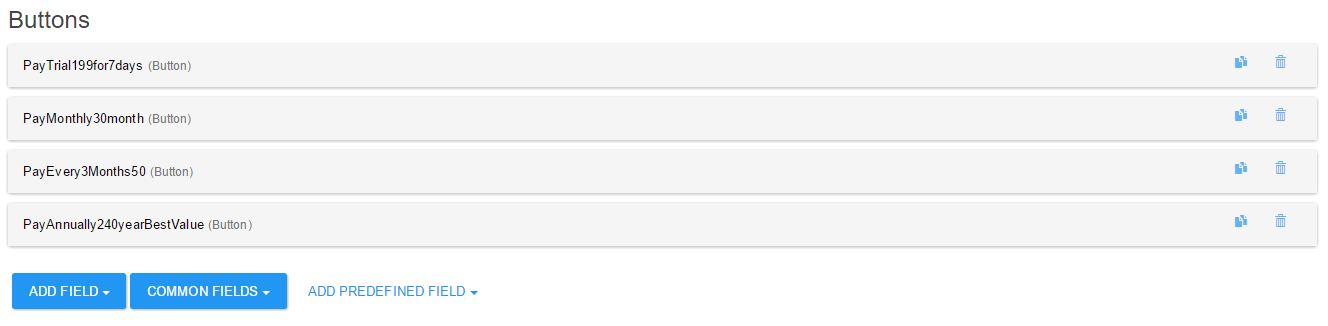 Buttons
PayTrial199for7days (Button)
PayMonthly30month (Button)
PayEvery3Months50 (Button)
PayAnnually240yearBestValue (Button)
ADD FIELD COMMON FIELDS ADD PREDEFINED FIELD